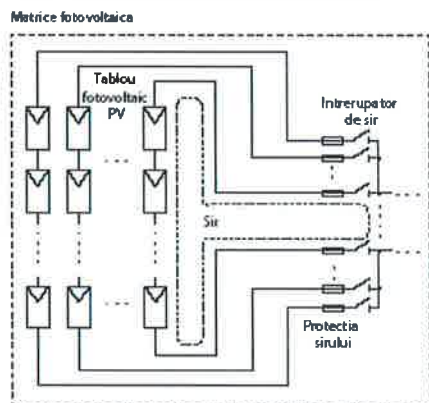 Matrice fotovoltaica
Tablou
fotovoltaic
PV
Intrerupator
de sir
Sir
Protectia
sirului